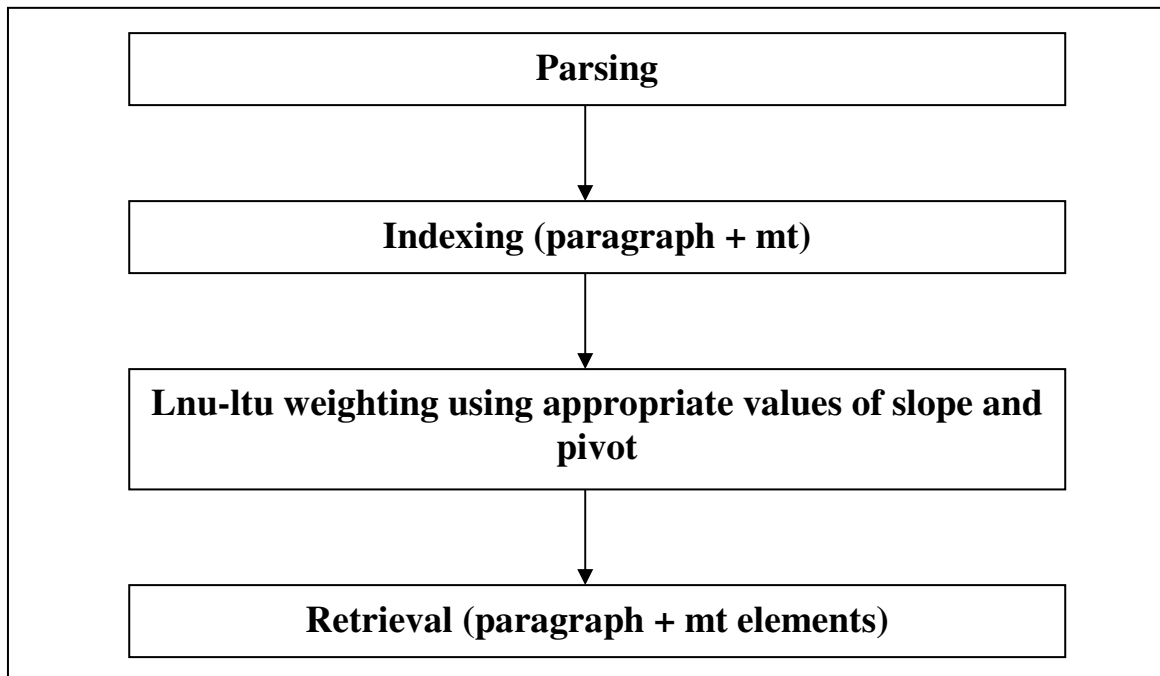 Parsing
Indexing (paragraph + mt)
Lnu-ltu weighting using appropriate values of slope and
pivot
Retrieval (paragraph + mt elements)